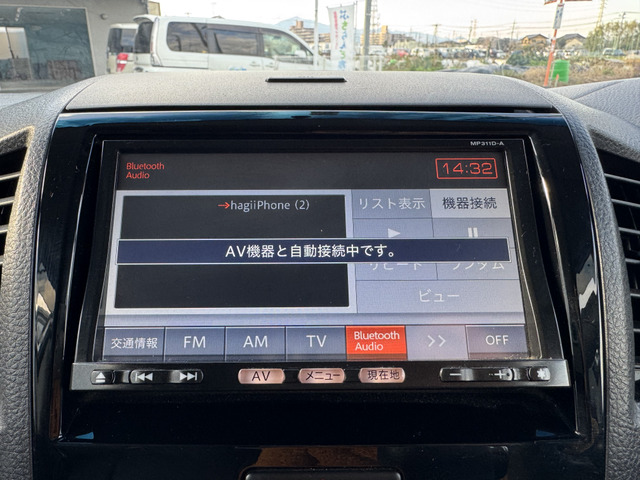 MP311D-A
Bluetooth
Audio
14:32
→hagiiPhone (2)
リスト表示
機器接続
AV機器と自動接続中です。
リピート
ランダム
ビュー
交通情報
FM
AM
TV
Bluetooth
Audio
>>
OFF
AV
メニュー
現在地